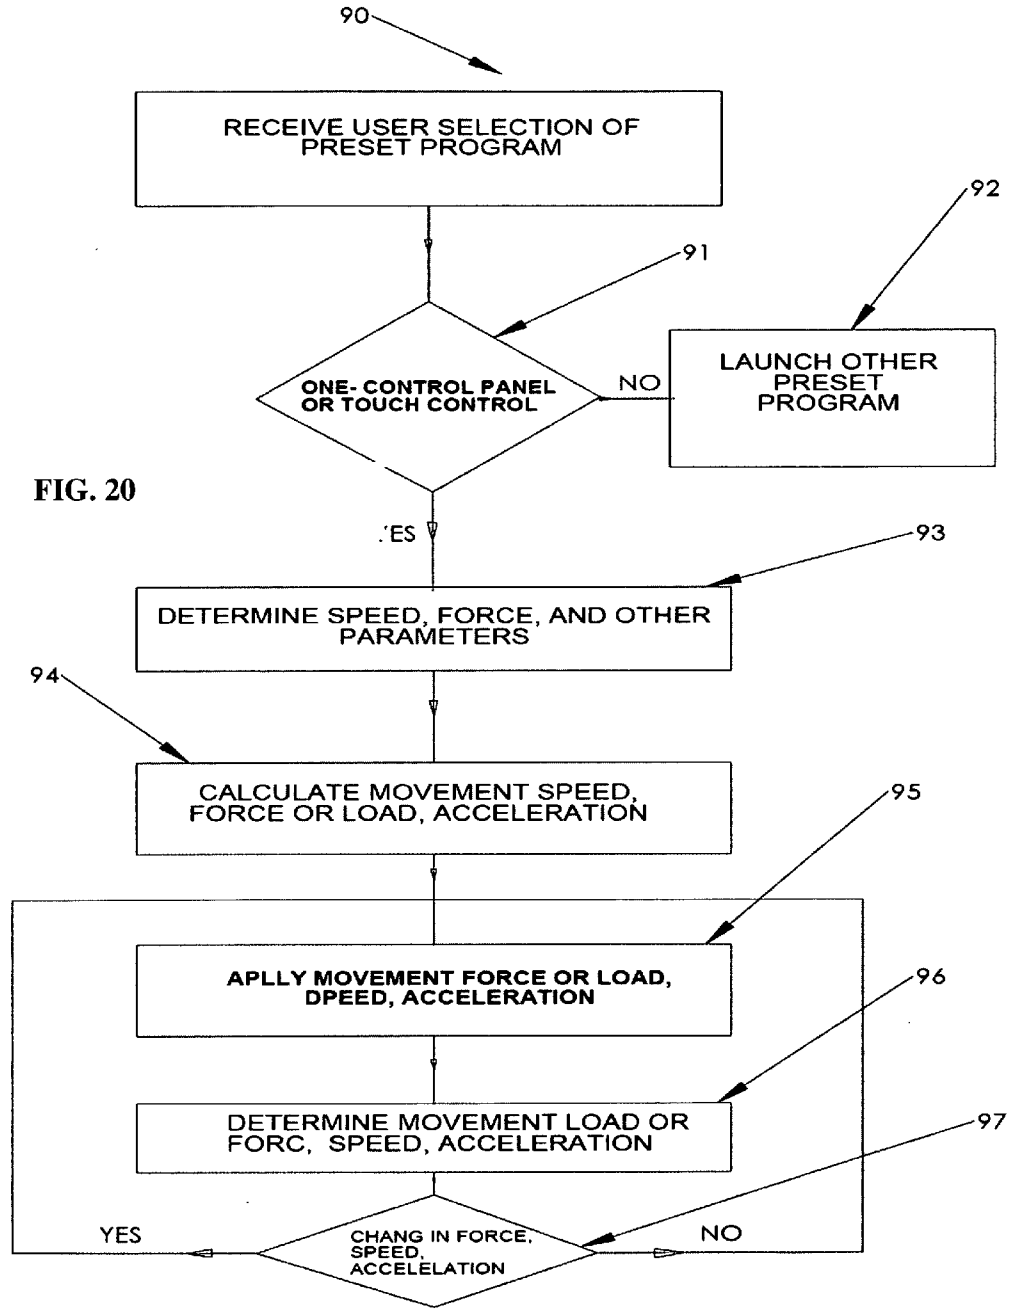 90
RECEIVE USER SELECTION OF
PRESET PROGRAM
92
91
LAUNCH OTHER
PRESET
PROGRAM
ONE- CONTROL PANEL
OR TOUCH CONTROL
NO
FIG. 20
YES
93
DETERMINE SPEED, FORCE, AND OTHER
PARAMETERS
94
CALCULATE MOVEMENT SPEED,
FORCE OR LOAD, ACCELERATION
95
APLLY MOVEMENT FORCE OR LOAD,
DPEED, ACCELERATION
96
DETERMINE MOVEMENT LOAD OR
FORC, SPEED, ACCELERATION
97
YES
CHANG IN FORCE,
SPEED,
ACCELELATION
NO